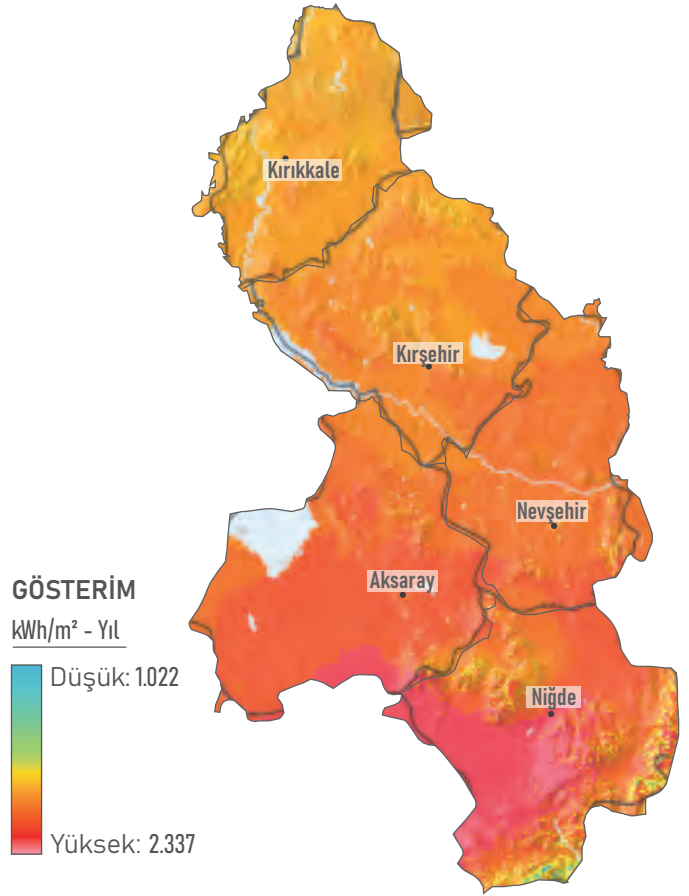 Kırıkkale
Kırşehir
Nevşehir
Aksaray
Niğde
GÖSTERİM
kWh/m² - Yıl
Düşük: 1.022
Yüksek: 2.337